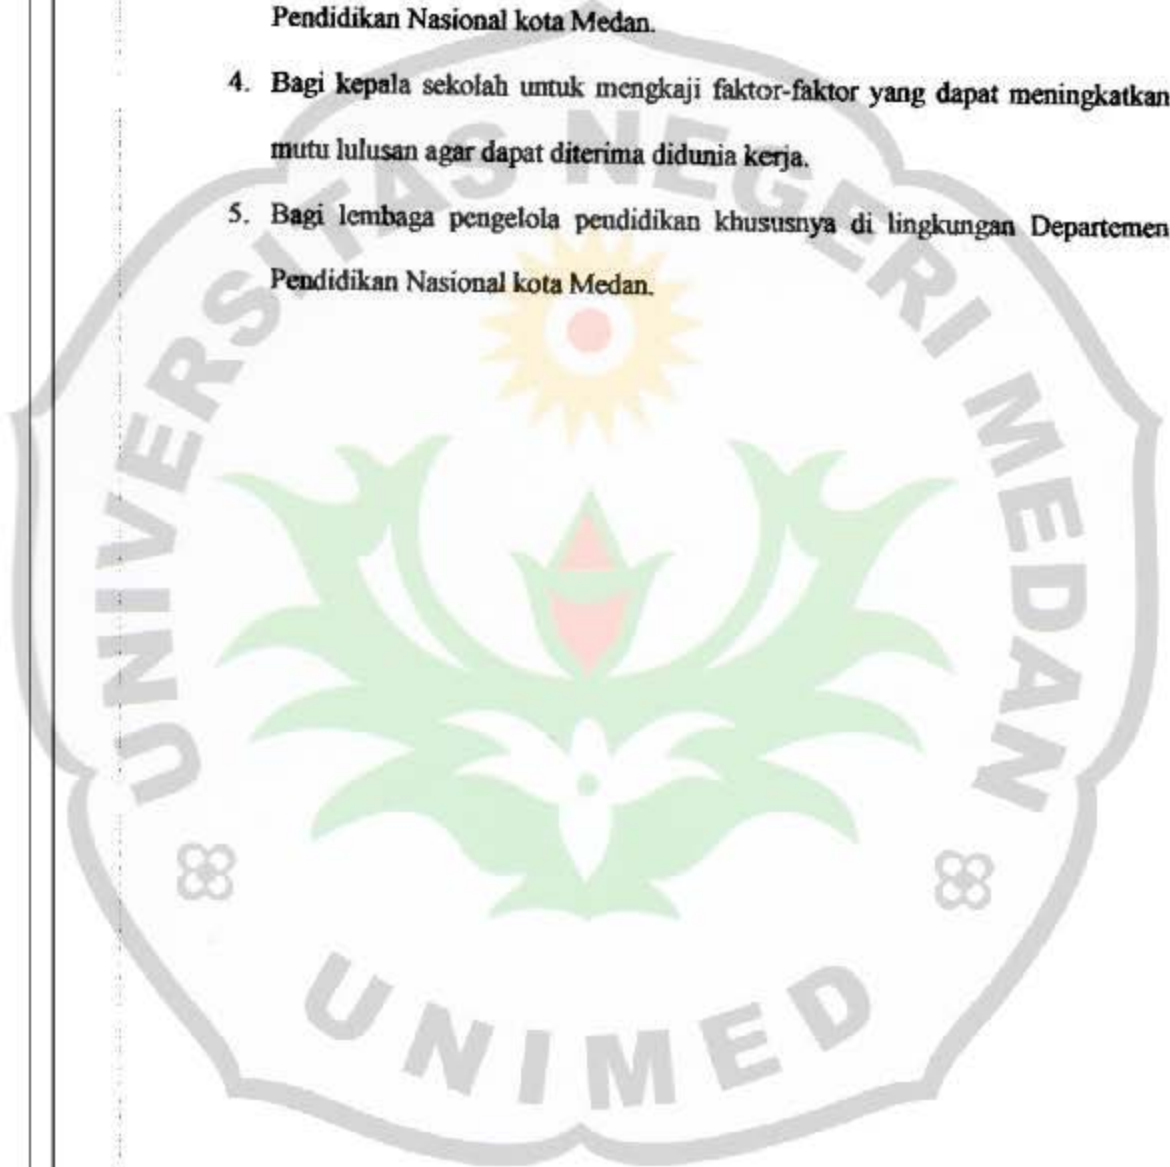 Pendidikan Nasional kota Medan.
4. Bagi kepala sekolah untuk mengkaji faktor-faktor yang dapat meningkatkan
mutu lulusan agar dapat diterima didunia kerja.
5. Bagi lembaga pengelola pendidikan khususnya di lingkungan Departemen
Pendidikan Nasional kota Medan.
UNIVERSITAS NEGERI MEDAN
UNIMED